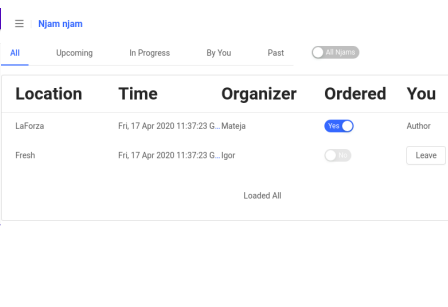 Njam njam
All Upcoming In Progress By You Past All Njams
Location Time Organizer Ordered You
LaForza Fri, 17 Apr 2020 11:37:23 G... Mateja Yes Author
Fresh Fri, 17 Apr 2020 11:37:23 G... Igor No Leave
Loaded All